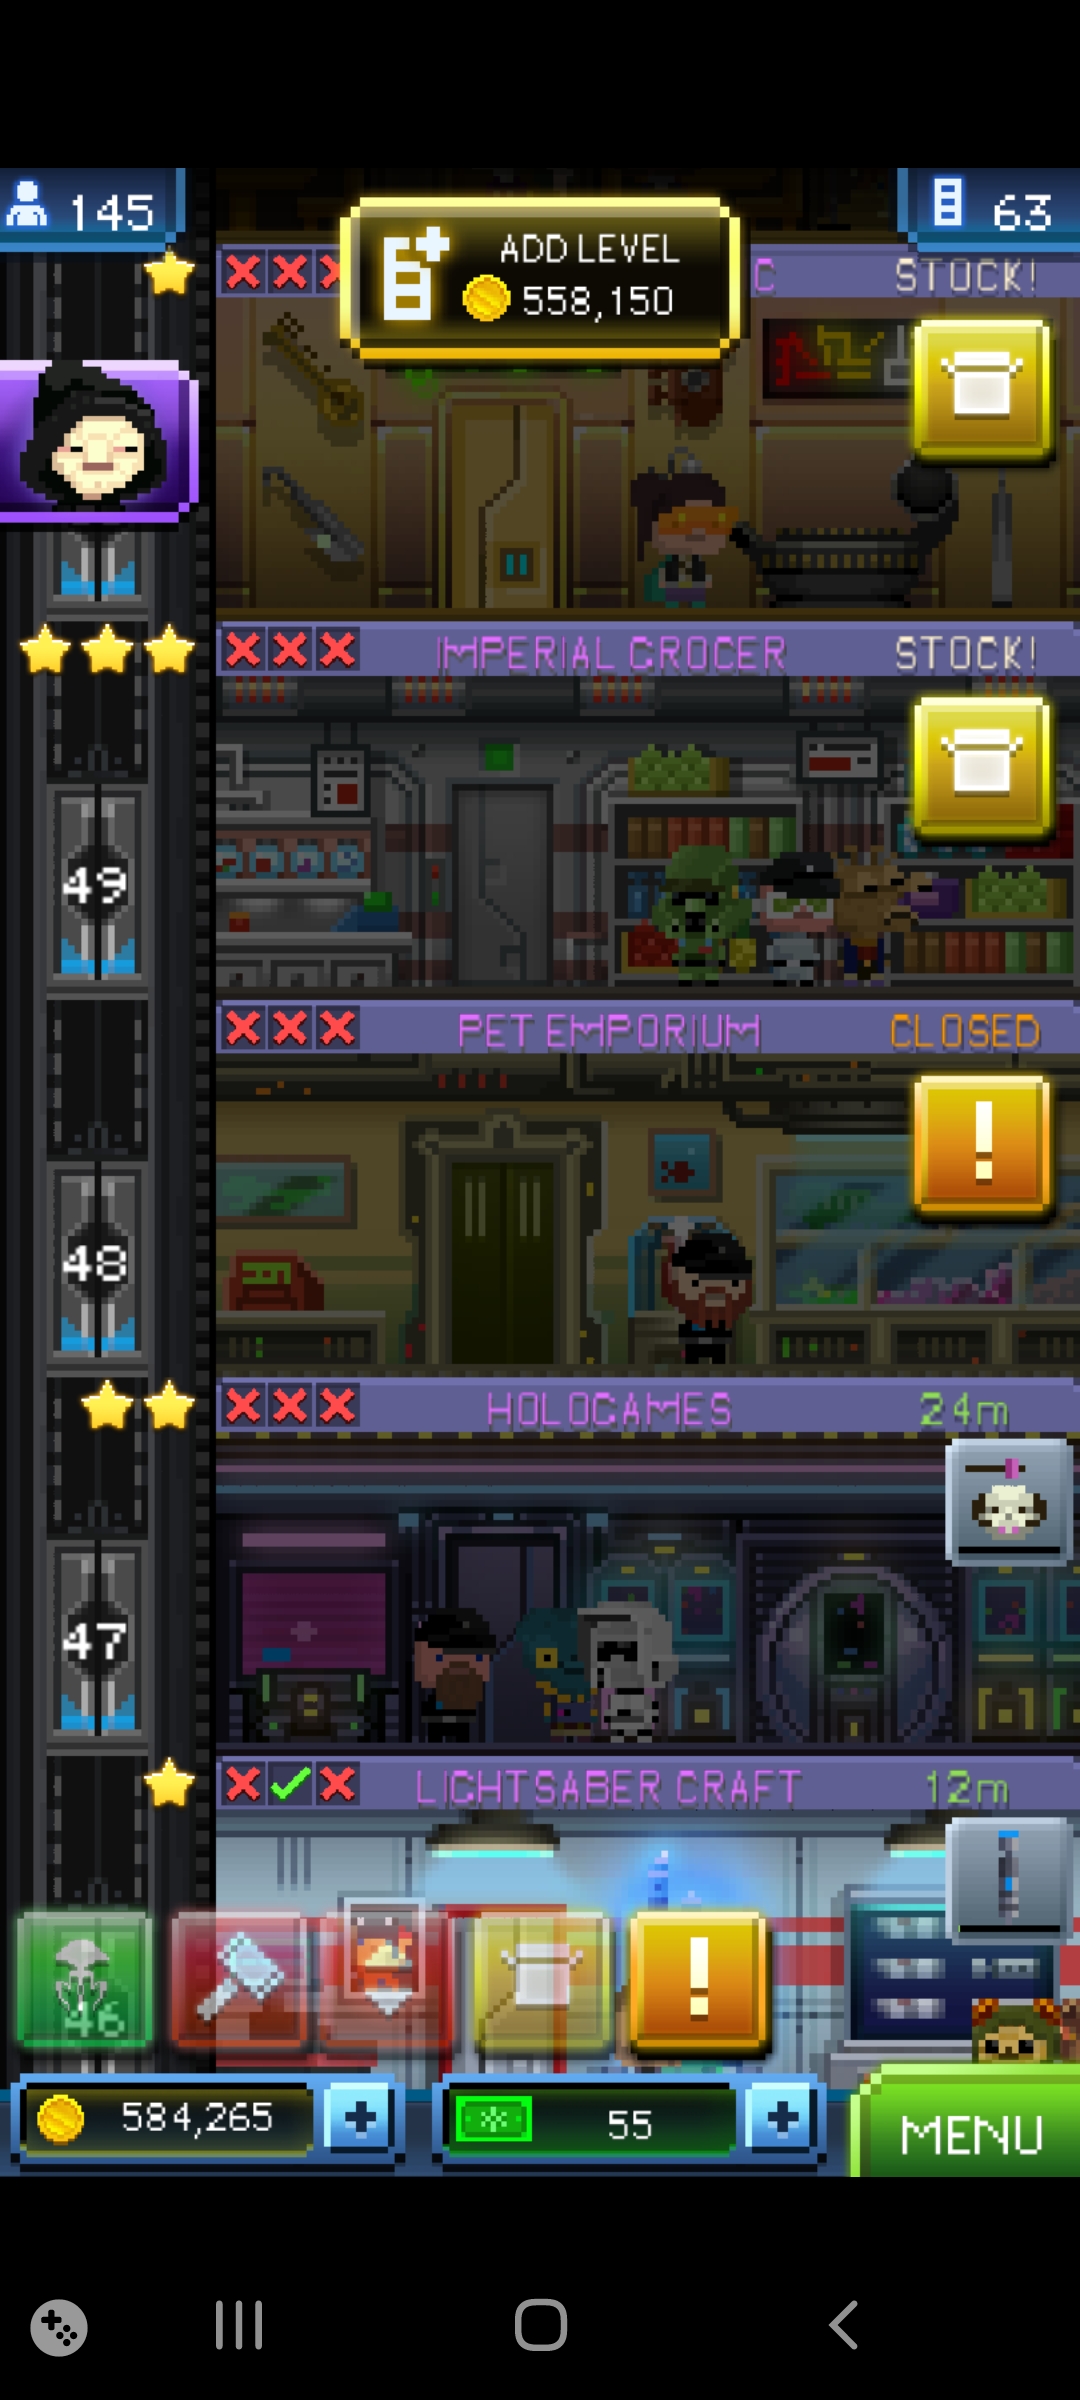 145
ADD LEVEL
558,150
63
C
STOCK!
IMPERIAL GROCER
STOCK!
49
PET EMPORIUM
CLOSED
48
HOLOGAMES
24m
47
LIGHTSABER CRAFT
12m
46
584,265
55
MENU